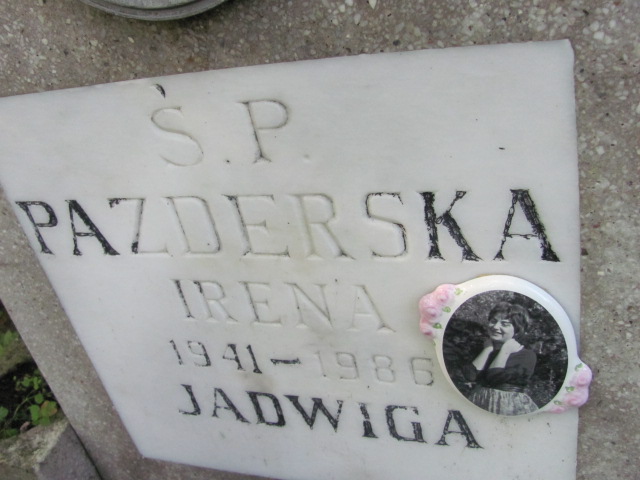 Ś.P.
PAZDERSKA
IRENA
1941-1986
JADWIGA